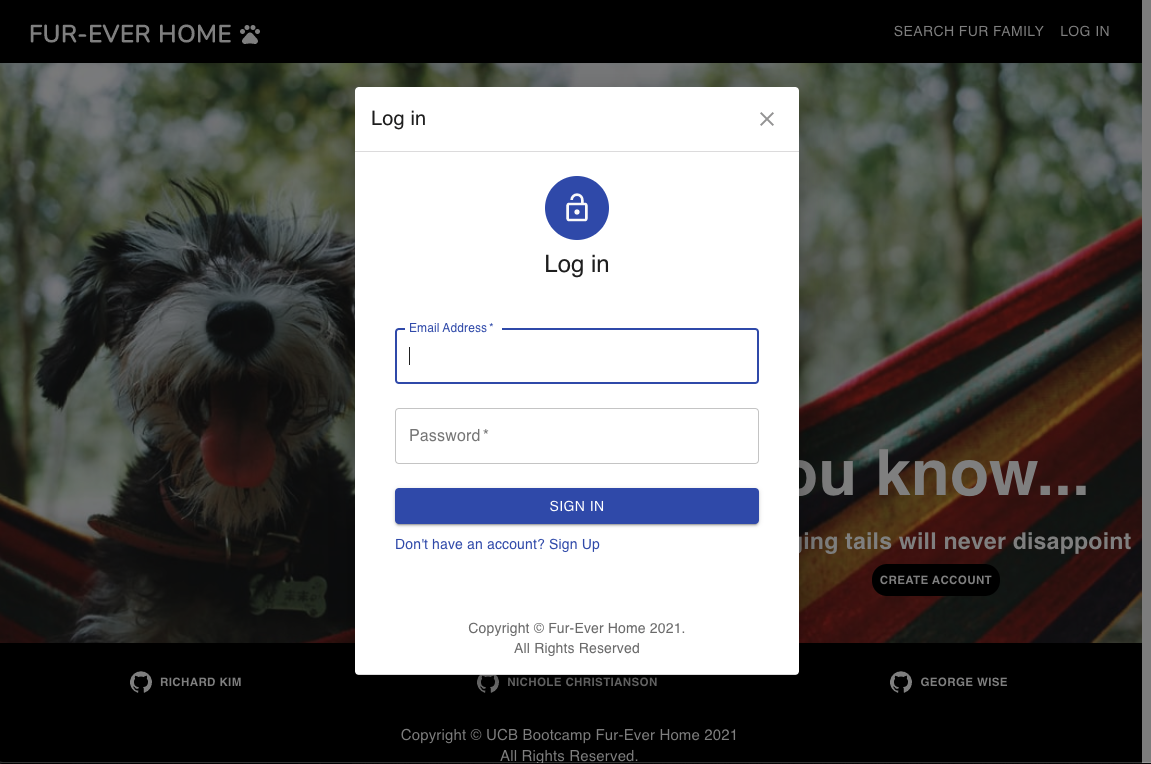 FUR-EVER HOME
SEARCH FUR FAMILY LOG IN
Log in
Log in
Email Address *
Password *
SIGN IN
Don't have an account? Sign Up
Copyright © Fur-Ever Home 2021.
All Rights Reserved
ou know...
ging tails will never disappoint
CREATE ACCOUNT
RICHARD KIM
NICHOLE CHRISTIANSON
GEORGE WISE
Copyright © UCB Bootcamp Fur-Ever Home 2021
All Rights Reserved.